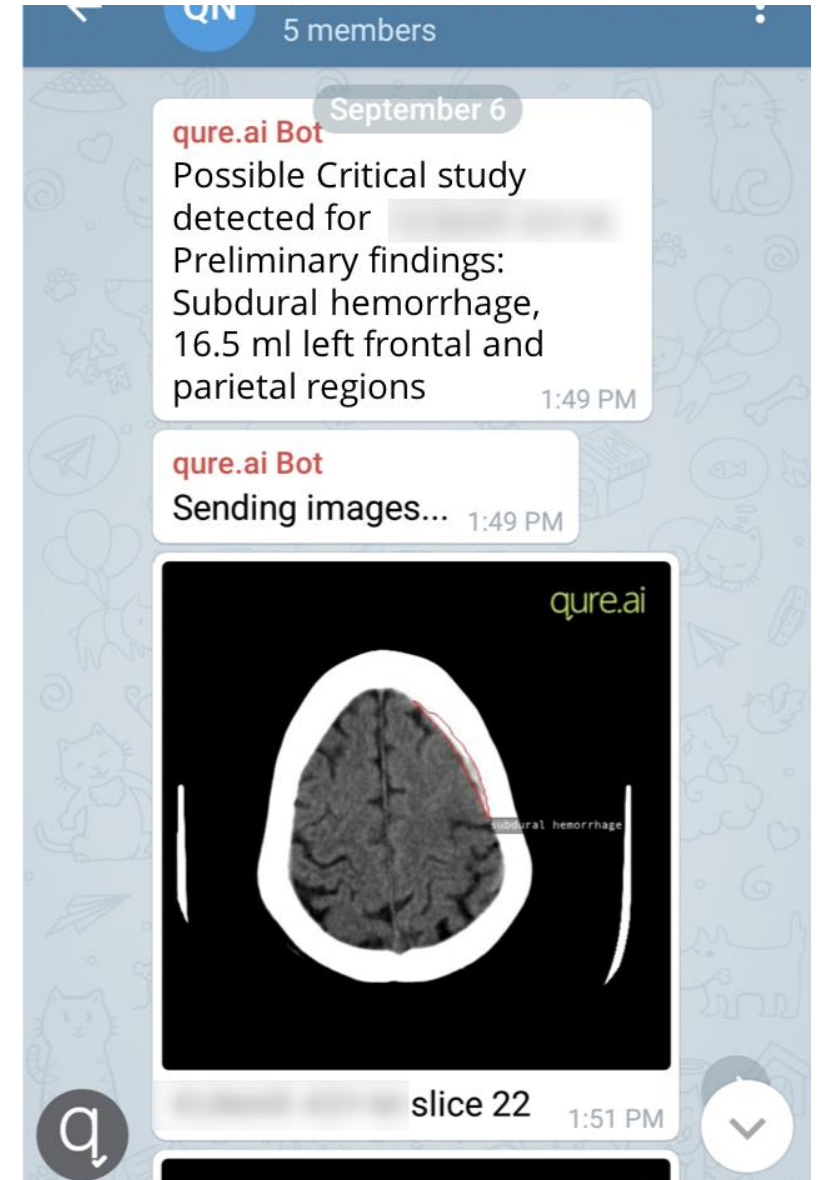 QN
5 members
September 6
qure.ai Bot
Possible Critical study
detected for
Preliminary findings:
Subdural hemorrhage,
16.5 ml left frontal and
parietal regions
1:49 PM
qure.ai Bot
Sending images...
1:49 PM
qure.ai
subdural hemorrhage
slice 22
1:51 PM
q